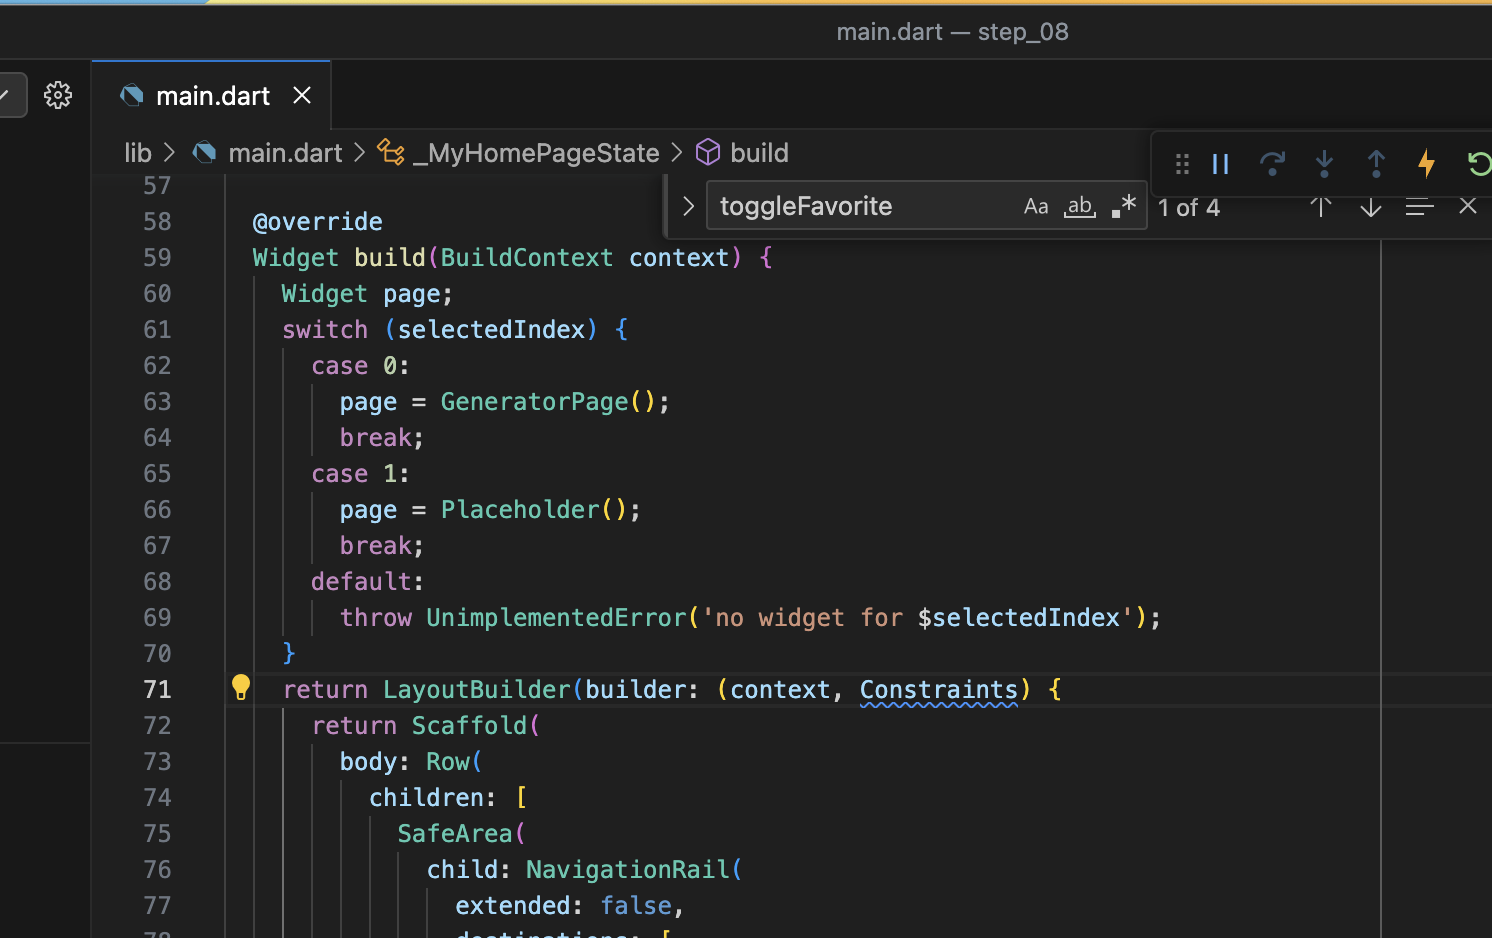 main.dart — step_08
main.dart
lib > main.dart > _MyHomePageState > build
toggleFavorite Aa ab .* 1 of 4
57
58 @override
59 Widget build(BuildContext context) {
60 Widget page;
61 switch (selectedIndex) {
62 case 0:
63 page = GeneratorPage();
64 break;
65 case 1:
66 page = Placeholder();
67 break;
68 default:
69 throw UnimplementedError('no widget for $selectedIndex');
70 }
71 return LayoutBuilder(builder: (context, Constraints) {
72 return Scaffold(
73 body: Row(
74 children: [
75 SafeArea(
76 child: NavigationRail(
77 extended: false,
78 destinations: [